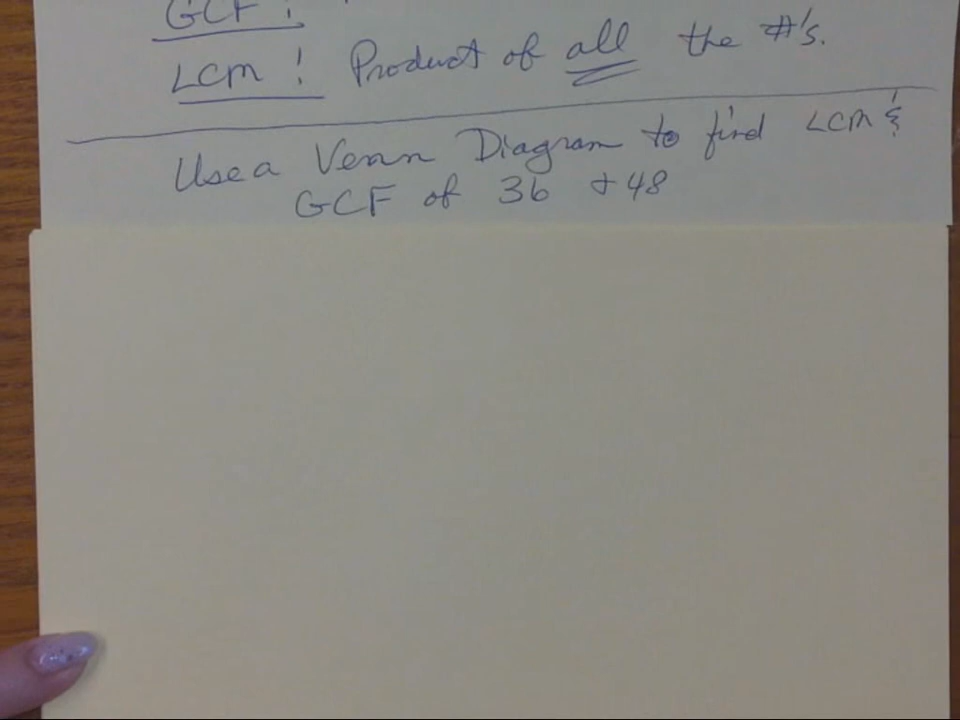 GCF!
LCM! Product of all the #'s.
Use a Venn Diagram to find LCM &
GCF of 36 + 48